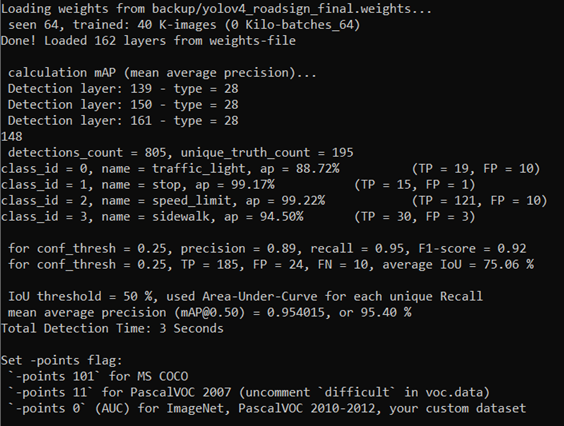 Loading weights from backup/yolov4_roadsign_final.weights...
seen 64, trained: 40 K-images (0 Kilo-batches_64)
Done! Loaded 162 layers from weights-file
calculation mAP (mean average precision)...
Detection layer: 139 - type = 28
Detection layer: 150 - type = 28
Detection layer: 161 - type = 28
148
detections_count = 805, unique_truth_count = 195
class_id = 0, name = traffic_light, ap = 88.72% (TP = 19, FP = 10)
class_id = 1, name = stop, ap = 99.17% (TP = 15, FP = 1)
class_id = 2, name = speed_limit, ap = 99.22% (TP = 121, FP = 10)
class_id = 3, name = sidewalk, ap = 94.50% (TP = 30, FP = 3)
for conf_thresh = 0.25, precision = 0.89, recall = 0.95, F1-score = 0.92
for conf_thresh = 0.25, TP = 185, FP = 24, FN = 10, average IoU = 75.06 %
IoU threshold = 50 %, used Area-Under-Curve for each unique Recall
mean average precision (mAP@0.50) = 0.954015, or 95.40 %
Total Detection Time: 3 Seconds
Set -points flag:
`-points 101` for MS COCO
`-points 11` for PascalVOC 2007 (uncomment `difficult` in voc.data)
`-points 0` (AUC) for ImageNet, PascalVOC 2010-2012, your custom dataset